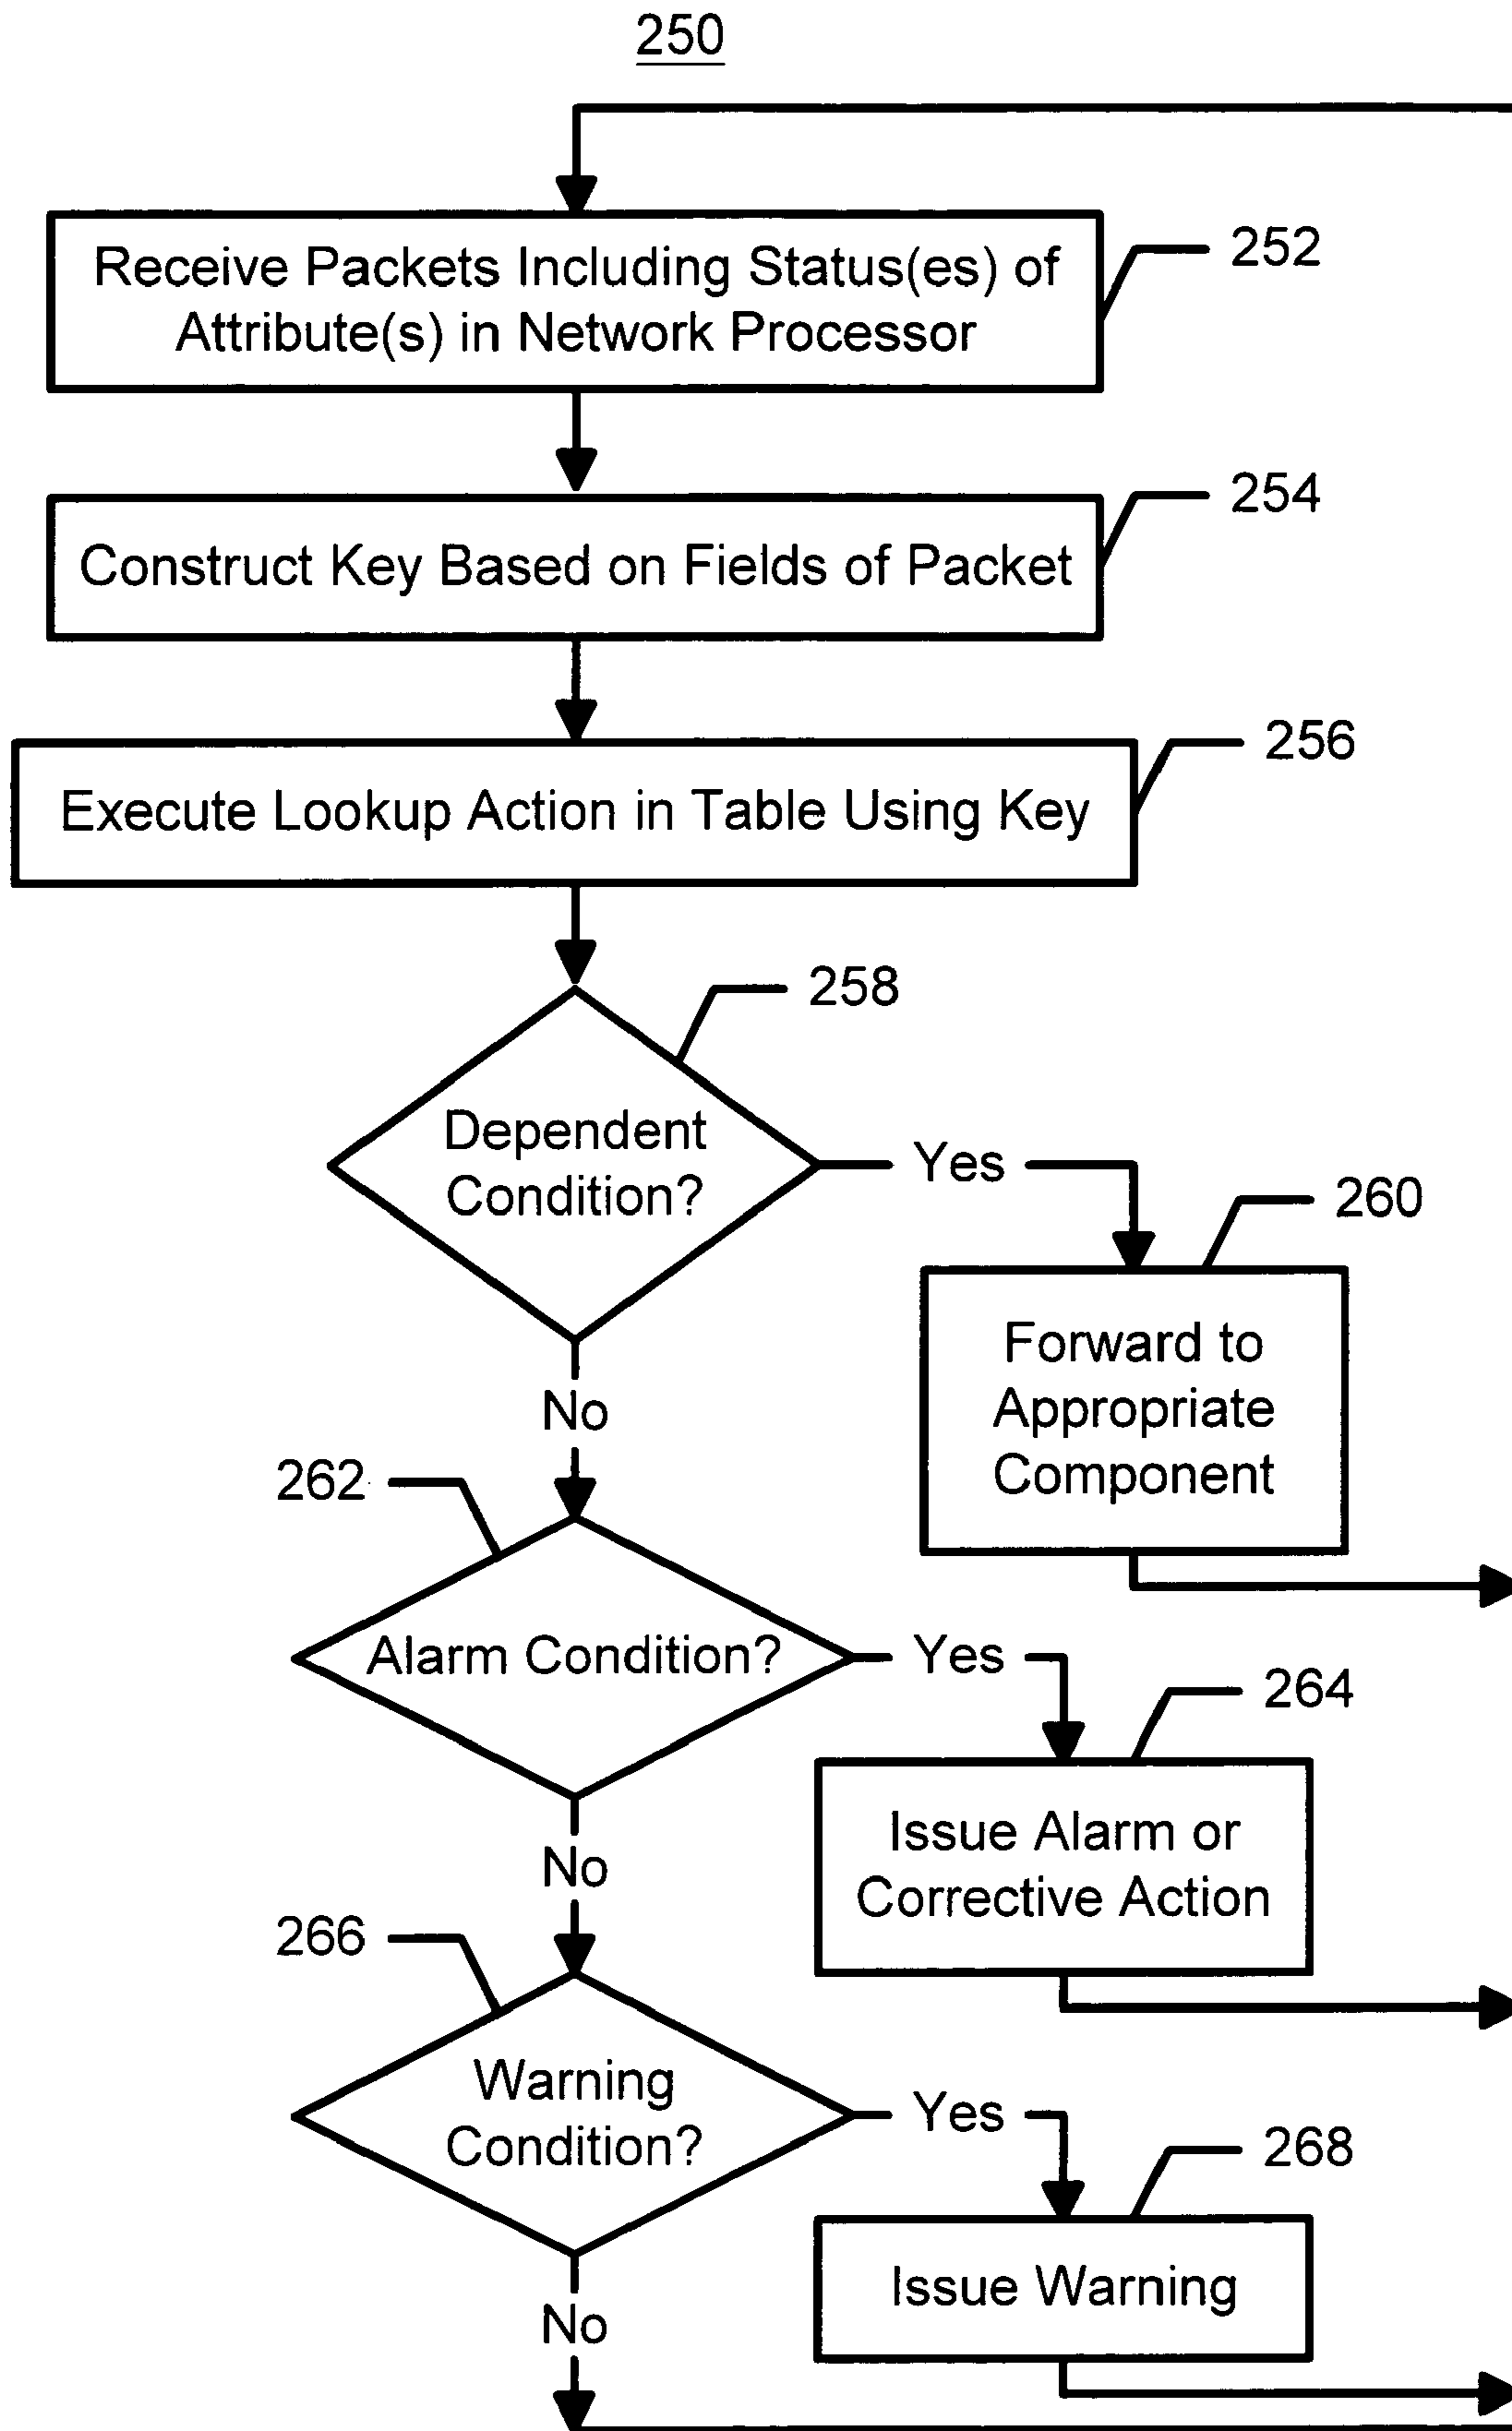 250
Receive Packets Including Status(es) of
Attribute(s) in Network Processor
252
Construct Key Based on Fields of Packet
254
Execute Lookup Action in Table Using Key
256
Dependent
Condition?
258
Yes
260
Forward to
Appropriate
Component
No
262
Alarm Condition?
Yes
264
Issue Alarm or
Corrective Action
No
266
Warning
Condition?
Yes
268
Issue Warning
No